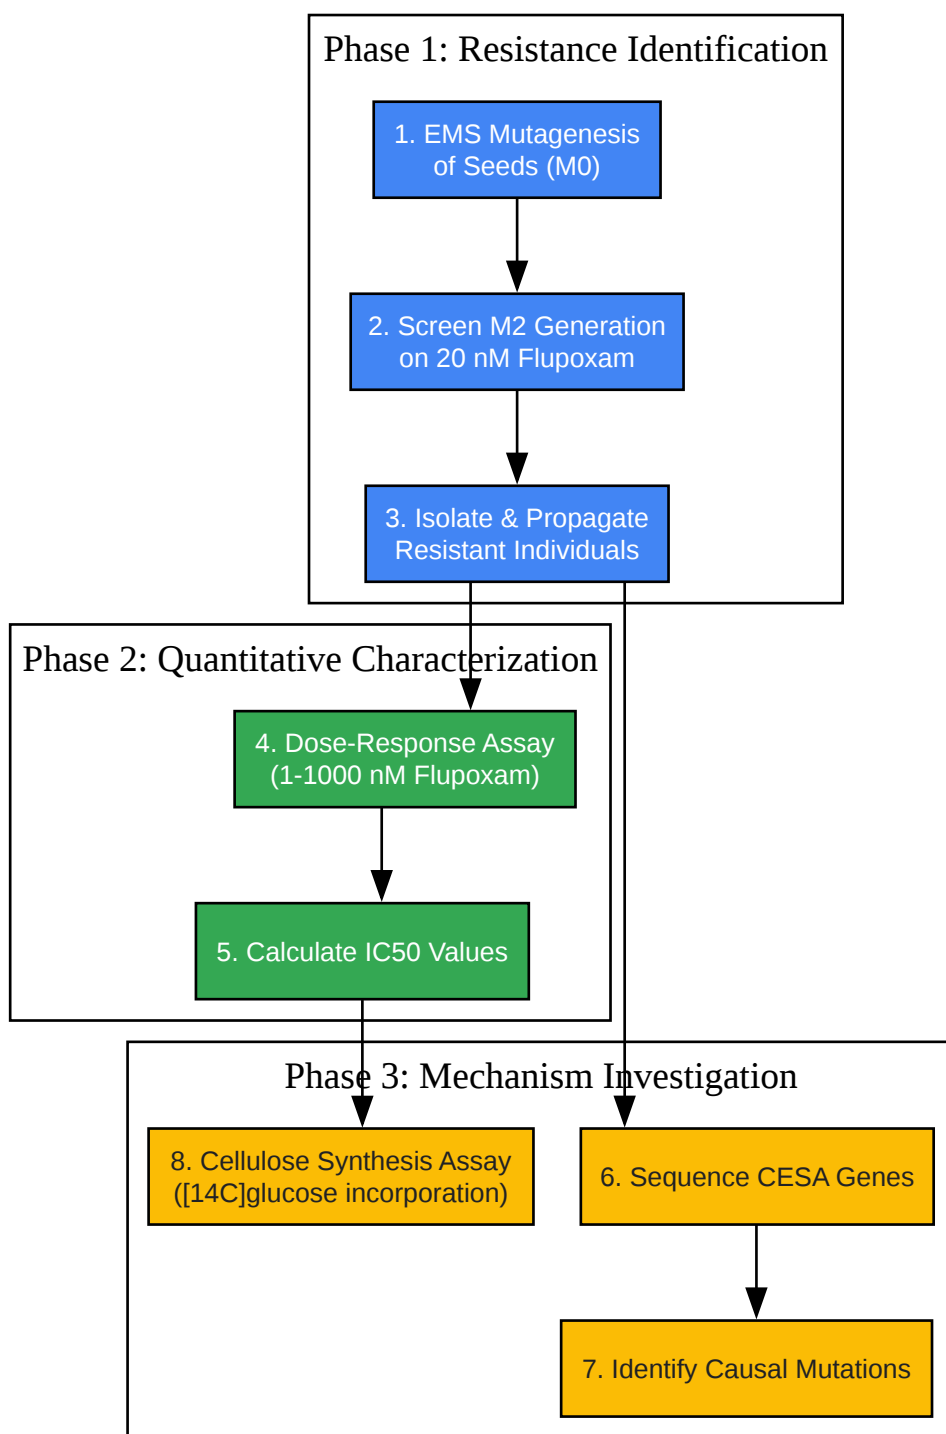 Phase 1: Resistance Identification
1. EMS Mutagenesis
of Seeds (M0)
2. Screen M2 Generation
on 20 nM Flupoxam
3. Isolate & Propagate
Resistant Individuals
Phase 2: Quantitative Characterization
4. Dose-Response Assay
(1-1000 nM Flupoxam)
5. Calculate IC50 Values
Phase 3: Mechanism Investigation
8. Cellulose Synthesis Assay
([14C]glucose incorporation)
6. Sequence CESA Genes
7. Identify Causal Mutations